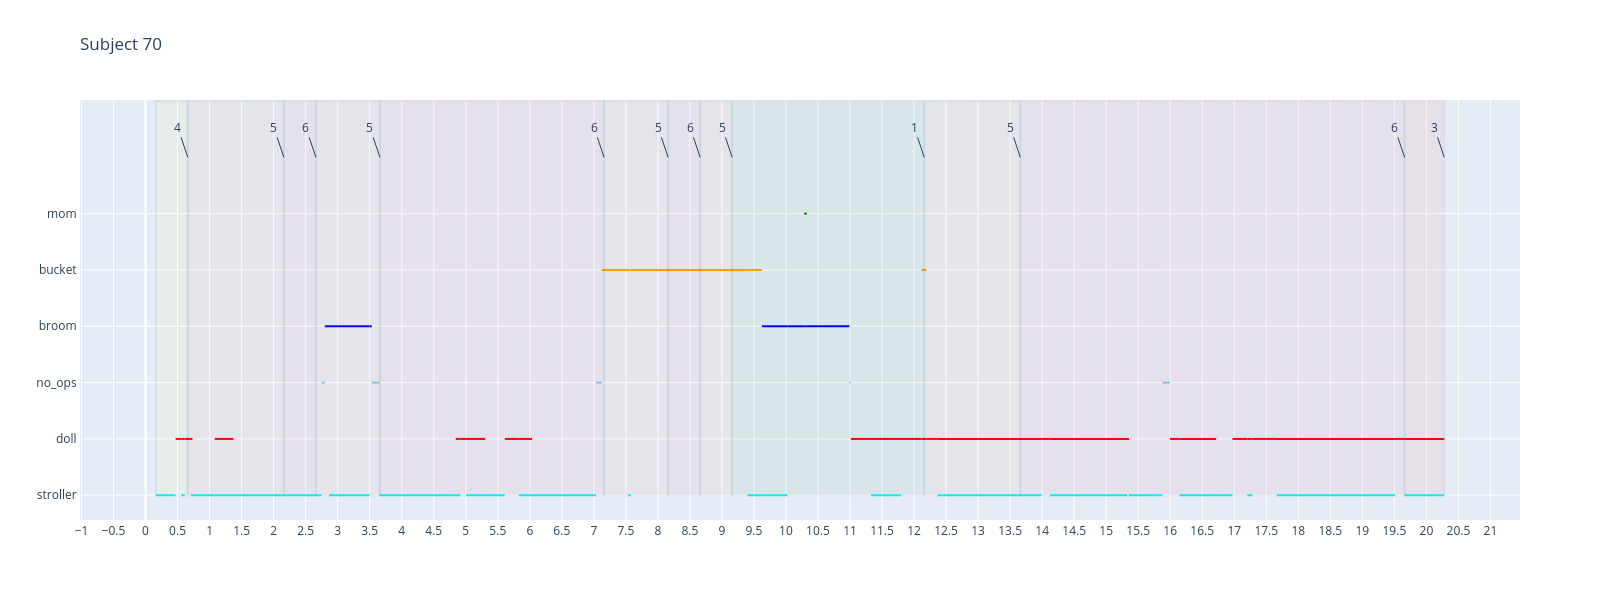 Subject 70
4 5 6 5 6 5 6 5 1 5 6 3
mom
bucket
broom
no_ops
doll
stroller
−1 −0.5 0 0.5 1 1.5 2 2.5 3 3.5 4 4.5 5 5.5 6 6.5 7 7.5 8 8.5 9 9.5 10 10.5 11 11.5 12 12.5 13 13.5 14 14.5 15 15.5 16 16.5 17 17.5 18 18.5 19 19.5 20 20.5 21